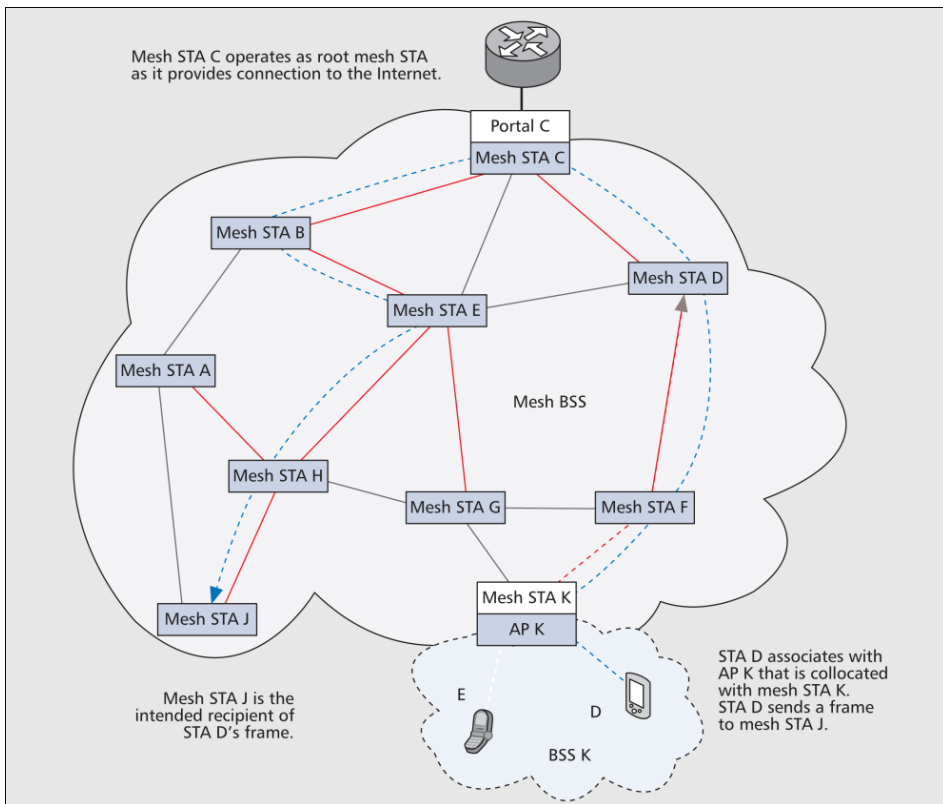 Mesh STA C operates as root mesh STA
as it provides connection to the Internet.
Portal C
Mesh STA C
Mesh STA B
Mesh STA D
Mesh STA E
Mesh STA A
Mesh BSS
Mesh STA H
Mesh STA G
Mesh STA F
Mesh STA K
AP K
Mesh STA J
Mesh STA J is the
intended recipient of
STA D's frame.
E
D
BSS K
STA D associates with
AP K that is collocated
with mesh STA K.
STA D sends a frame
to mesh STA J.